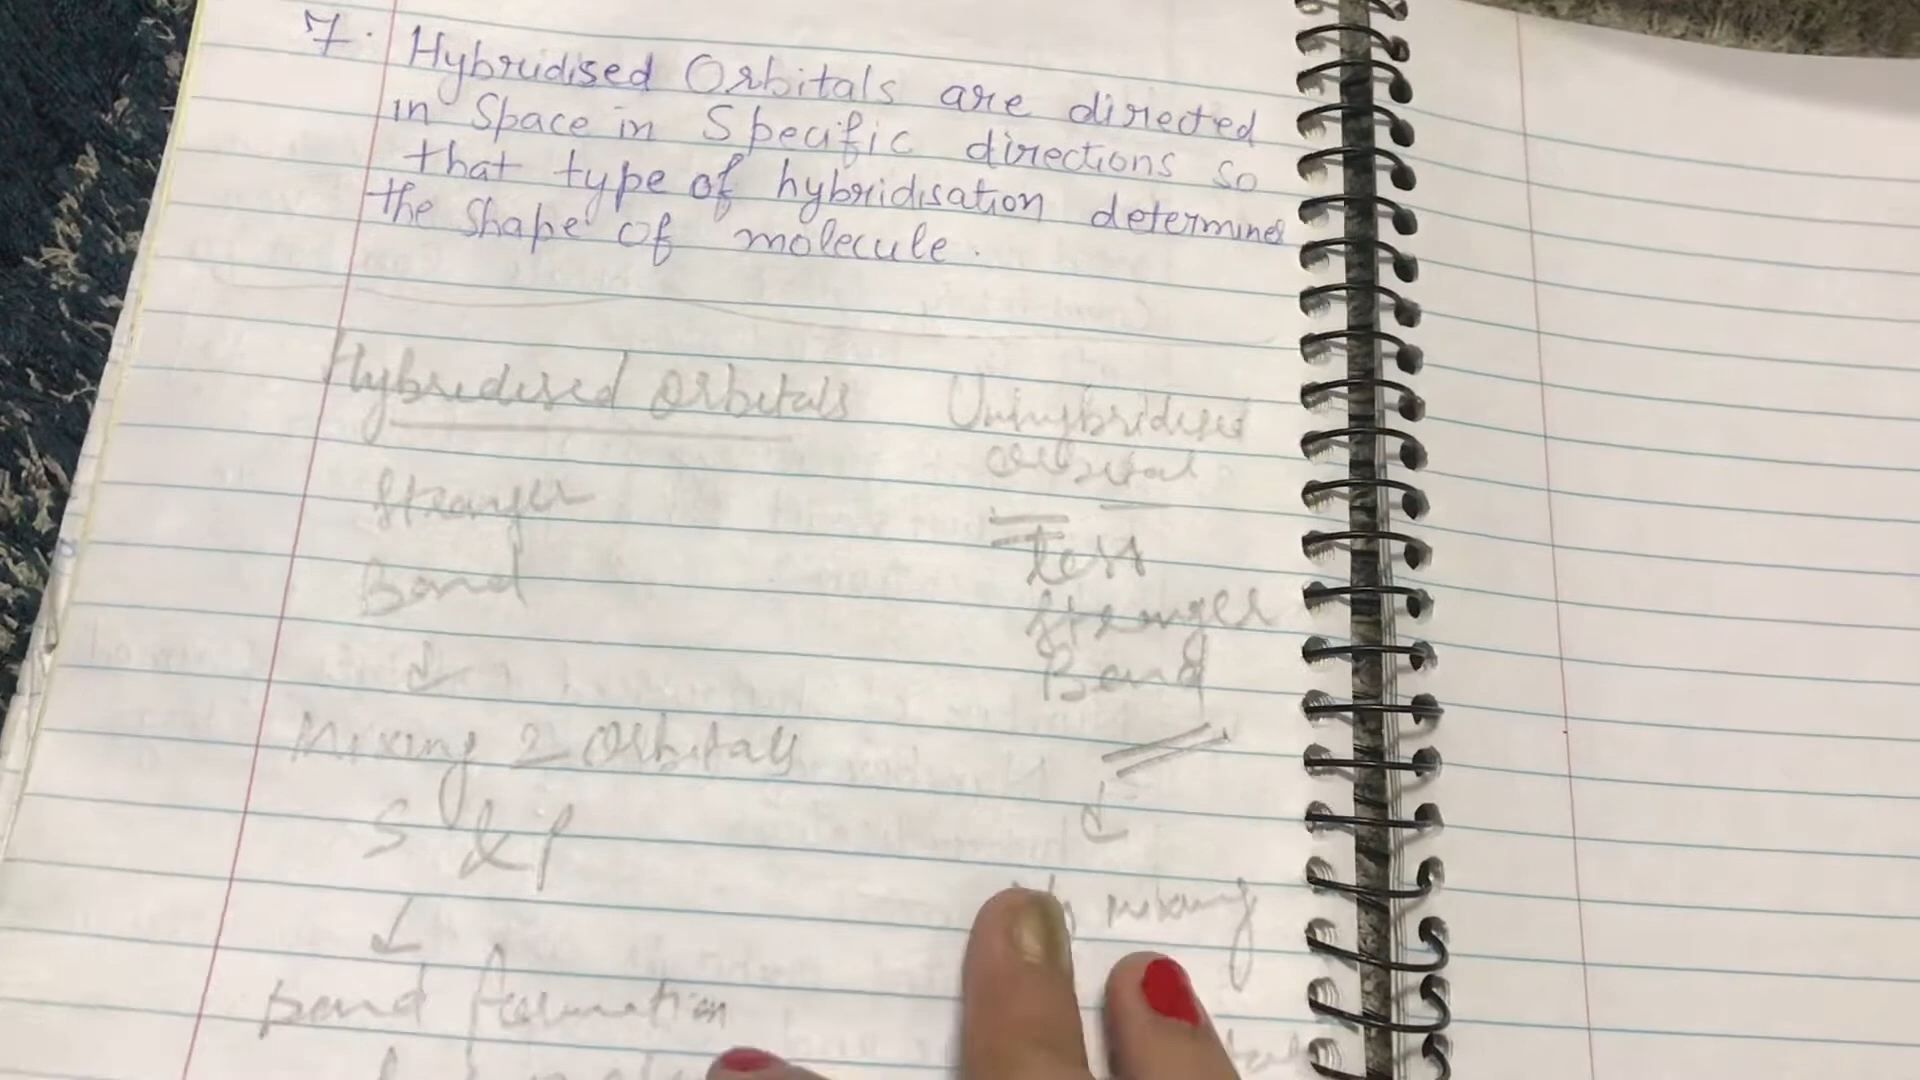 7. Hybridised Orbitals are directed
in Space in Specific directions so
that type of hybridisation determines
the shape of molecule.
Hybridised Orbitals
Unhybridised
Orbital
Stronger
Bond
Less
Stronger
Bond
Mixing 2 Orbitals
S & P
mixing
Bond formation